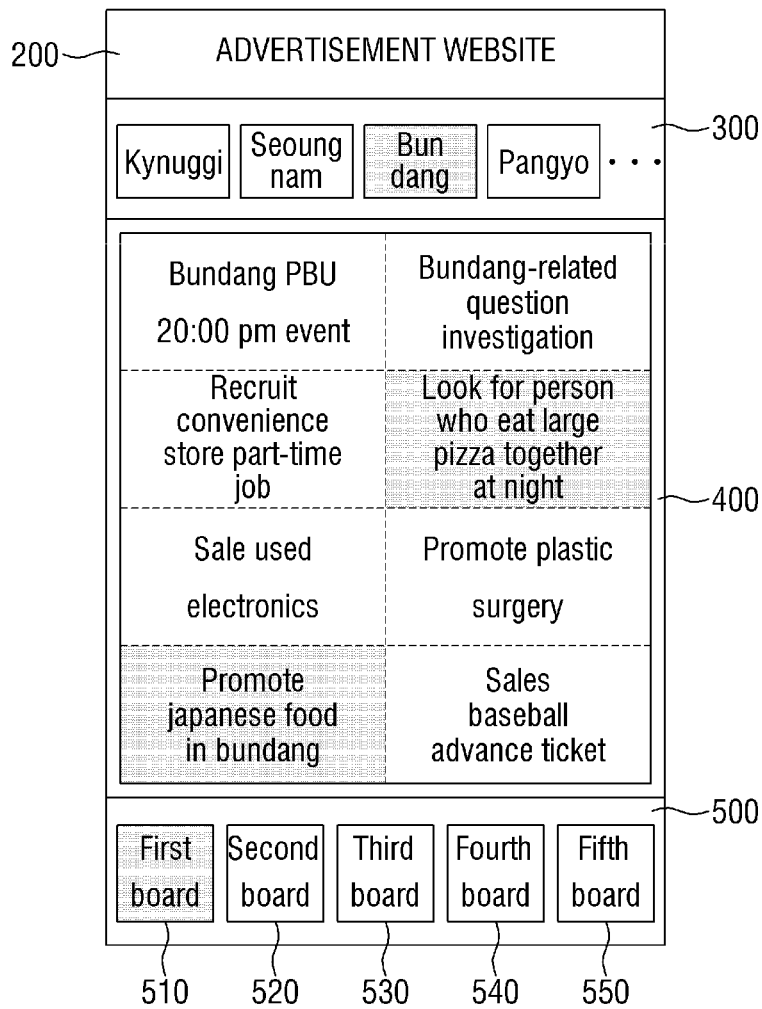 200
ADVERTISEMENT WEBSITE
300
Kynuggi
Seoung
nam
Bun
dang
Pangyo
• • •
Bundang PBU
20:00 pm event
Bundang-related
question
investigation
Recruit
convenience
store part-time
job
Look for person
who eat large
pizza together
at night
400
Sale used
electronics
Promote plastic
surgery
Promote
japanese food
in bundang
Sales
baseball
advance ticket
500
First
board
Second
board
Third
board
Fourth
board
Fifth
board
510
520
530
540
550